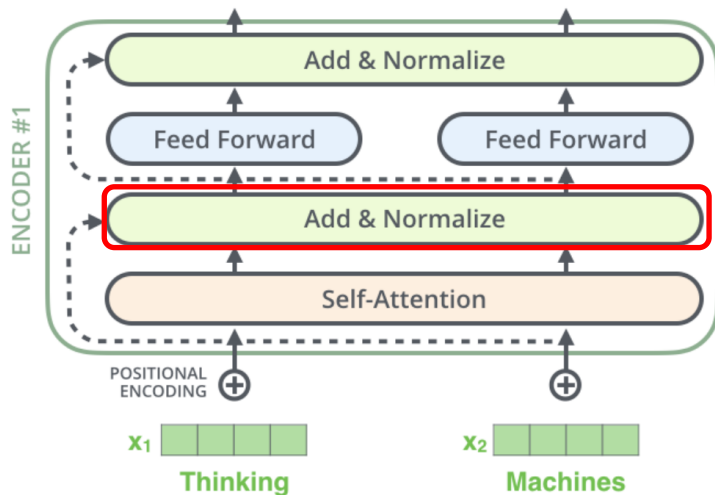 ENCODER #1
Add & Normalize
Feed Forward
Feed Forward
Add & Normalize
Self-Attention
POSITIONAL
ENCODING
x₁
x₂
Thinking
Machines